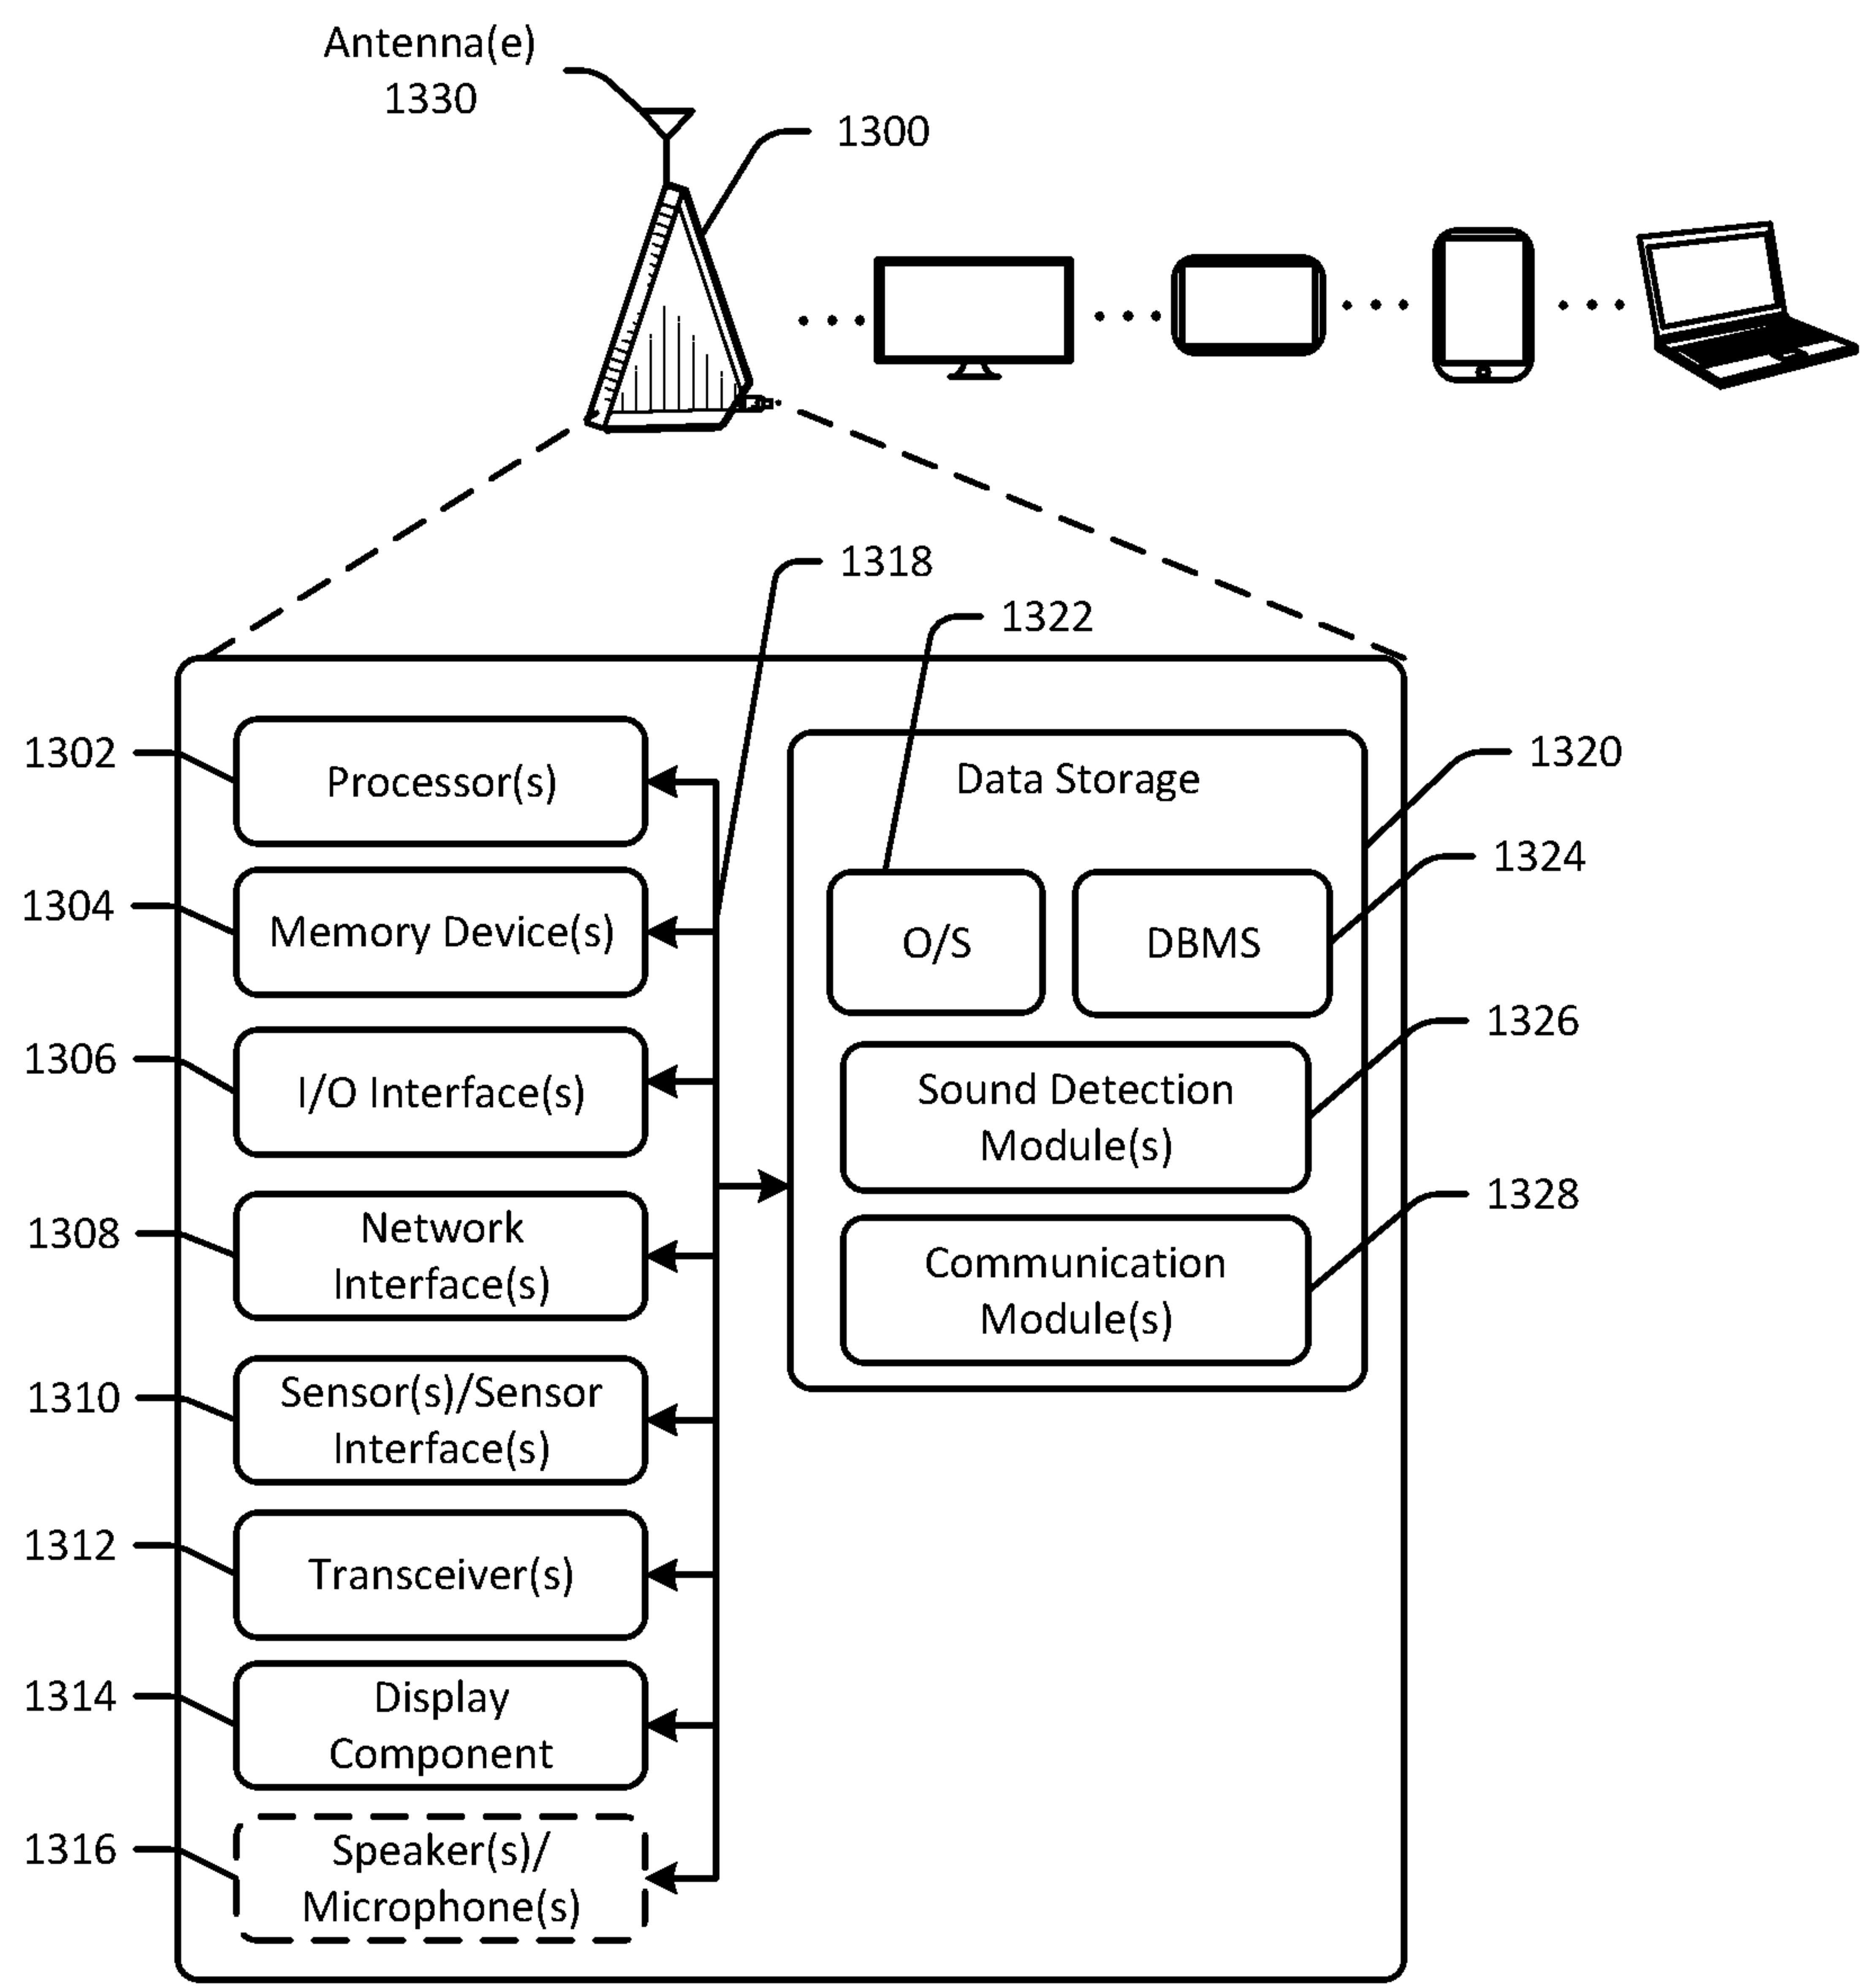 Antenna(e)
1330
1300
1318
1322
1302
Processor(s)
Data Storage
1320
1304
Memory Device(s)
O/S
DBMS
1324
1306
I/O Interface(s)
Sound Detection
Module(s)
1326
1308
Network
Interface(s)
Communication
Module(s)
1328
1310
Sensor(s)/Sensor
Interface(s)
1312
Transceiver(s)
1314
Display
Component
1316
Speaker(s)/
Microphone(s)